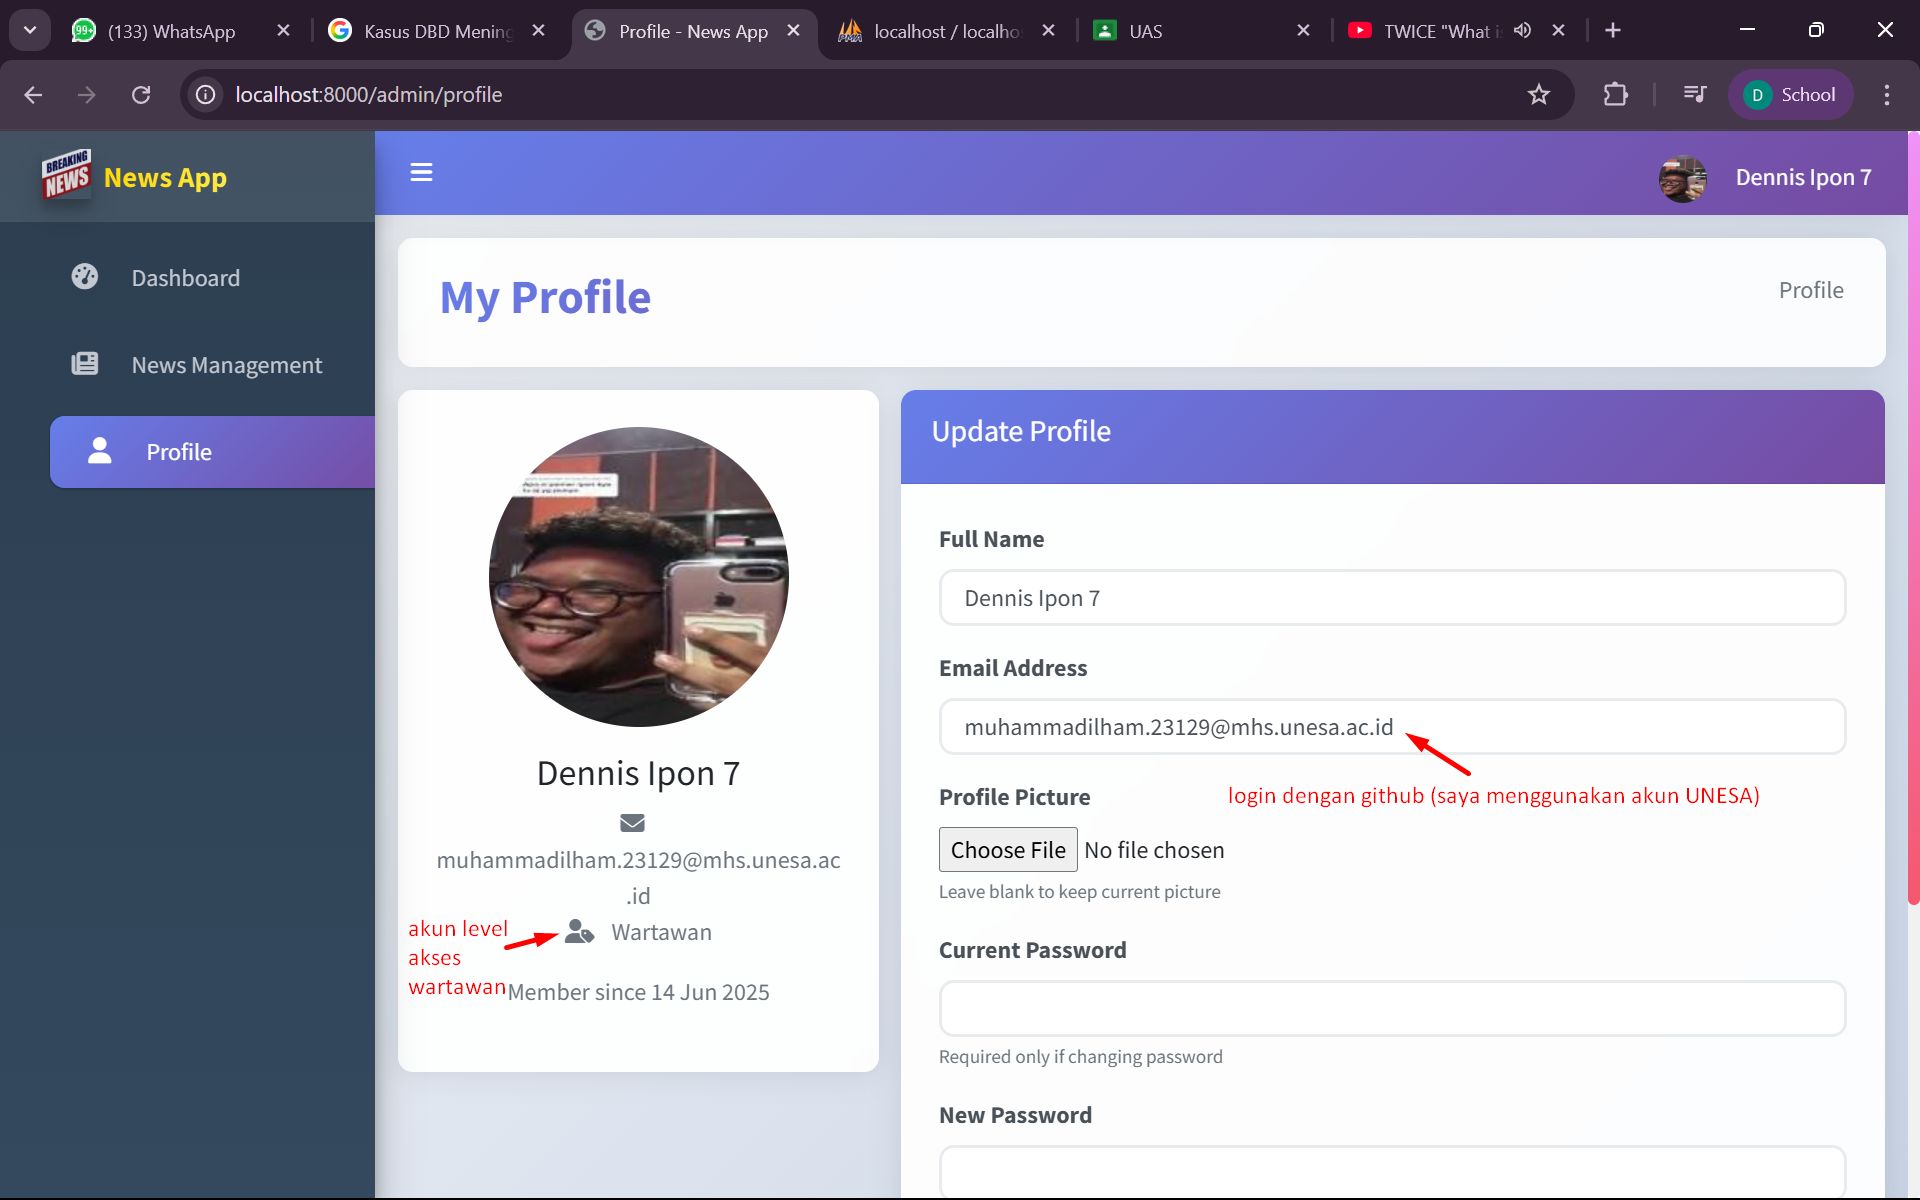 (133) WhatsApp
Kasus DBD Mening
Profile - News App
localhost / localho
UAS
TWICE "What is
localhost:8000/admin/profile
D School
BREAKING
NEWS
News App
Dennis Ipon 7
Dashboard
News Management
Profile
My Profile
Profile
Dennis Ipon 7
muhammadilham.23129@mhs.unesa.ac
.id
Wartawan
akun level
akses
wartawan
Member since 14 Jun 2025
Update Profile
Full Name
Dennis Ipon 7
Email Address
muhammadilham.23129@mhs.unesa.ac.id
login dengan github (saya menggunakan akun UNESA)
Profile Picture
Choose File No file chosen
Leave blank to keep current picture
Current Password
Required only if changing password
New Password